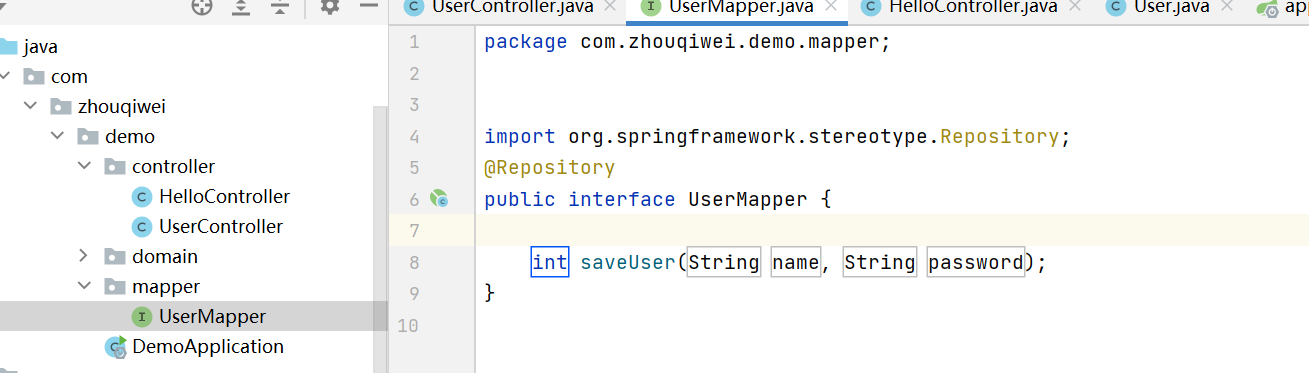 UserController.java
UserMapper.java
HelloController.java
User.java
app
java
com
zhouqiwei
demo
controller
HelloController
UserController
domain
mapper
UserMapper
DemoApplication
1 package com.zhouqiwei.demo.mapper;
2
3
4 import org.springframework.stereotype.Repository;
5 @Repository
6 public interface UserMapper {
7
8 int saveUser(String name, String password);
9 }
10